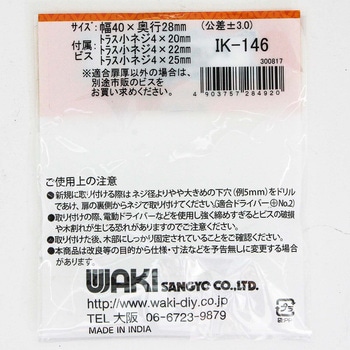 サイズ: 幅40×奥行28mm (公差±3.0)
付属ビス: トラス小ネジ4×20mm
トラス小ネジ4×22mm
トラス小ネジ4×25mm
IK-146
300817
※適合扉厚以外の場合は、
別途市販のビスを
お買い求めください。
4 903757 284920
ご使用上の注意
●新規に取り付ける際はネジ径よりやや大きめの下穴(例5mm)をドリル
であけ、扉の裏側からネジで取り付けてください。(適合ドライバー⊕No.2)
●取り付けの際、電動ドライバーなどを使用し強く締めすぎるとビスの破損
や木割れが生じる恐れがありますのでご注意ください。
●取り付けた後、木部にしっかり固定されていることをご確認ください。
●本商品は改良等の目的から仕様・寸法などを予告無しに変更する場合
があります。
WAKI SANGYO CO.,LTD.
http://www.waki-diy.co.jp/
TEL 大阪 06-6723-9879
MADE IN INDIA
プラ